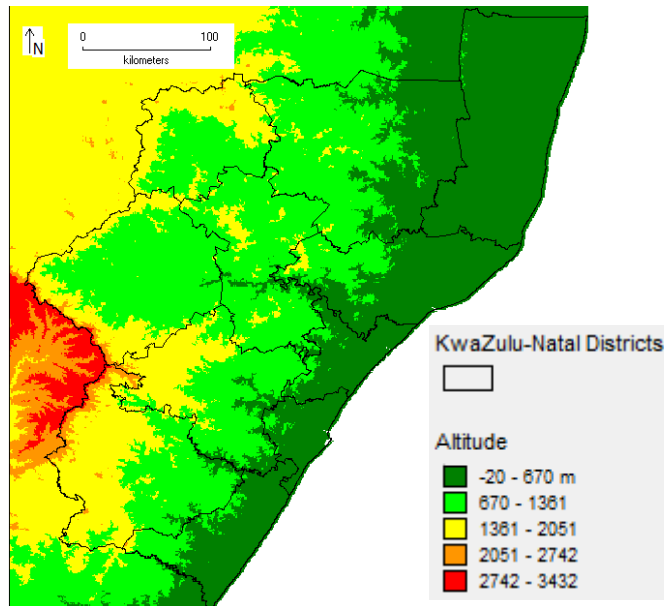 N
0 100
kilometers
KwaZulu-Natal Districts
Altitude
-20 - 670 m
670 - 1361
1361 - 2051
2051 - 2742
2742 - 3432